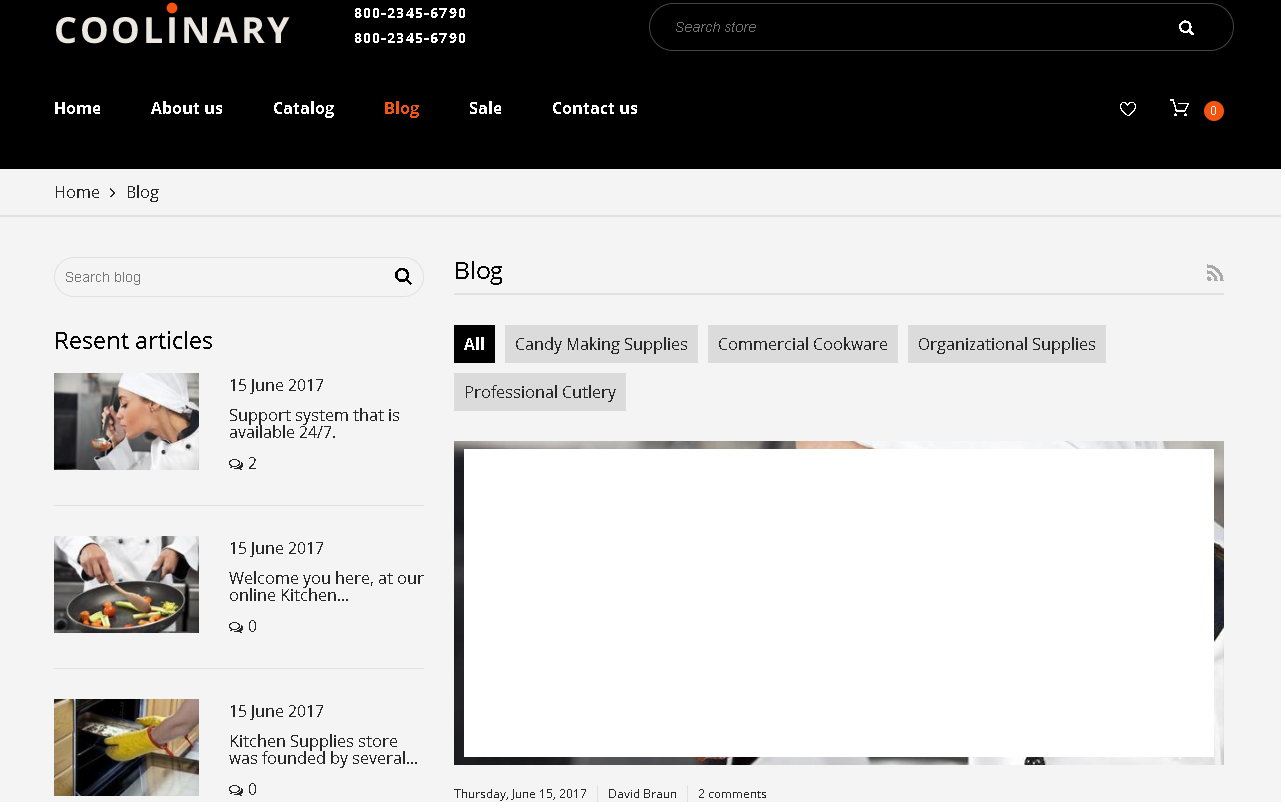 COOLINARY
800-2345-6790
800-2345-6790
Search store
Home About us Catalog Blog Sale Contact us
0
Home > Blog
Search blog
Resent articles
15 June 2017
Support system that is
available 24/7.
2
15 June 2017
Welcome you here, at our
online Kitchen...
0
15 June 2017
Kitchen Supplies store
was founded by several...
0
Blog
All Candy Making Supplies Commercial Cookware Organizational Supplies
Professional Cutlery
Thursday, June 15, 2017 David Braun 2 comments